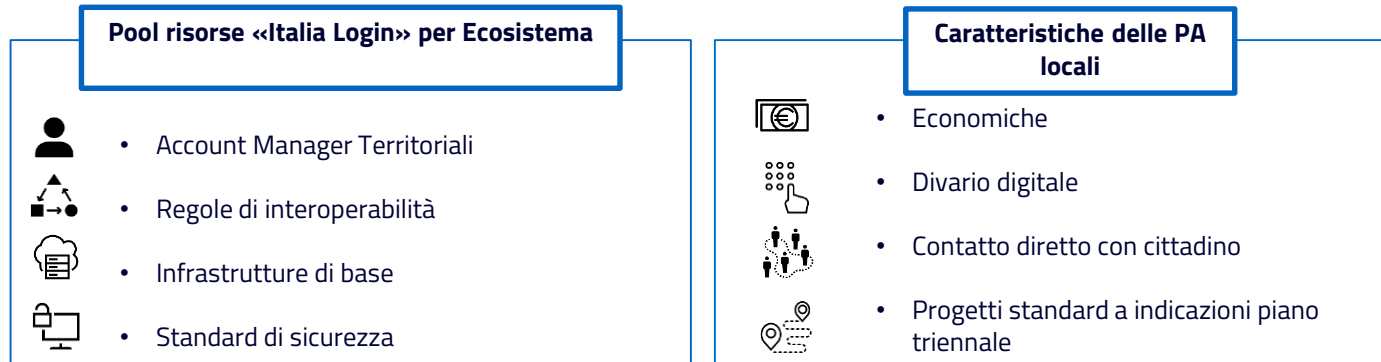 Pool risorse «Italia Login» per Ecosistema
• Account Manager Territoriali
• Regole di interoperabilità
• Infrastrutture di base
• Standard di sicurezza
Caratteristiche delle PA
locali
• Economiche
• Divario digitale
• Contatto diretto con cittadino
• Progetti standard a indicazioni piano
triennale